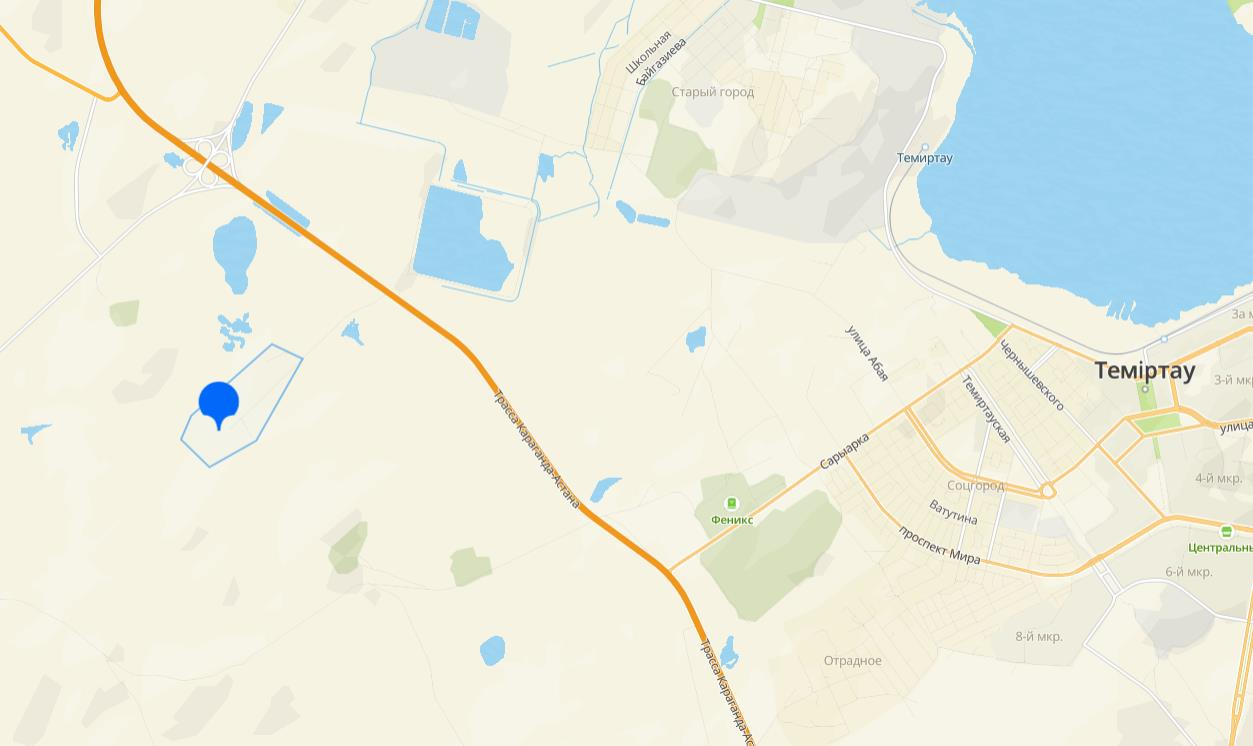 Школьная
Байгазиева
Старый город
Темиртау
улица Абая
Чернышевского
За м
Теміртау
3-й мкр
Темиртауская
Трасса Караганда-Астана
улица
Сарыарка
4-й мкр.
Соцгород
Феникс
Ватутина
проспект Мира
Центральны
6-й мкр.
8-й мкр.
Отрадное
Трасса Караганда-Ас